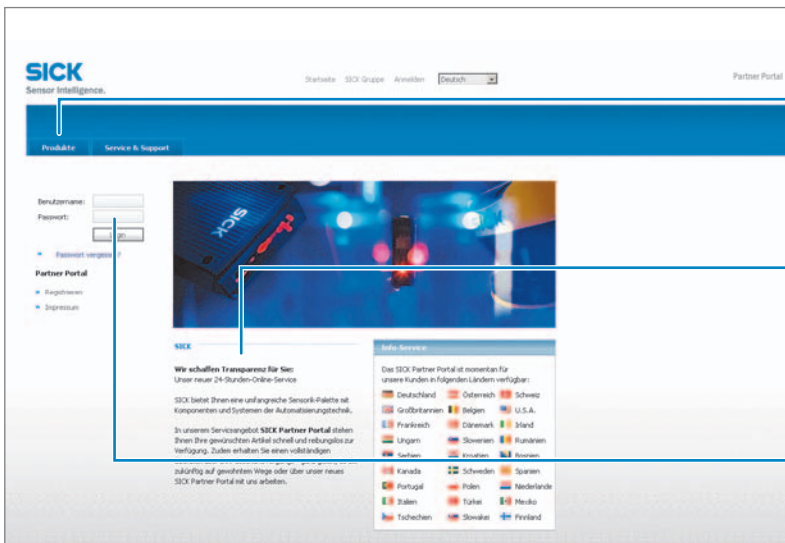 SICK
Sensor Intelligence.
Startseite SICK Gruppe Anmelden Deutsch
Partner Portal
Produkte Service & Support
Benutzername:
Passwort:
Passwort vergessen?
Partner Portal
Registrieren
Impressum
SICK
SICK
Wir schaffen Transparenz für Sie:
Unser neuer 24-Stunden-Online-Service
SICK bietet Ihnen eine umfangreiche Sensorik-Palette mit
Komponenten und Systemen der Automatisierungstechnik.
In unserem Serviceangebot SICK Partner Portal stehen
Ihnen Ihre gewünschten Artikel schnell und reibungslos zur
Verfügung. Zudem erhalten Sie einen vollständigen
zukünftig auf gewohntem Wege oder über unser neues
SICK Partner Portal mit uns arbeiten.
Info-Service
Das SICK Partner Portal ist momentan für
unsere Kunden in folgenden Ländern verfügbar:
Deutschland Österreich Schweiz
Großbritannien Belgien U.S.A.
Frankreich Dänemark Irland
Ungarn Slowenien Rumänien
Serbien Kroatien Bosnien
Kanada Schweden Spanien
Portugal Polen Niederlande
Italien Türkei Mexiko
Tschechien Slowakei Finnland